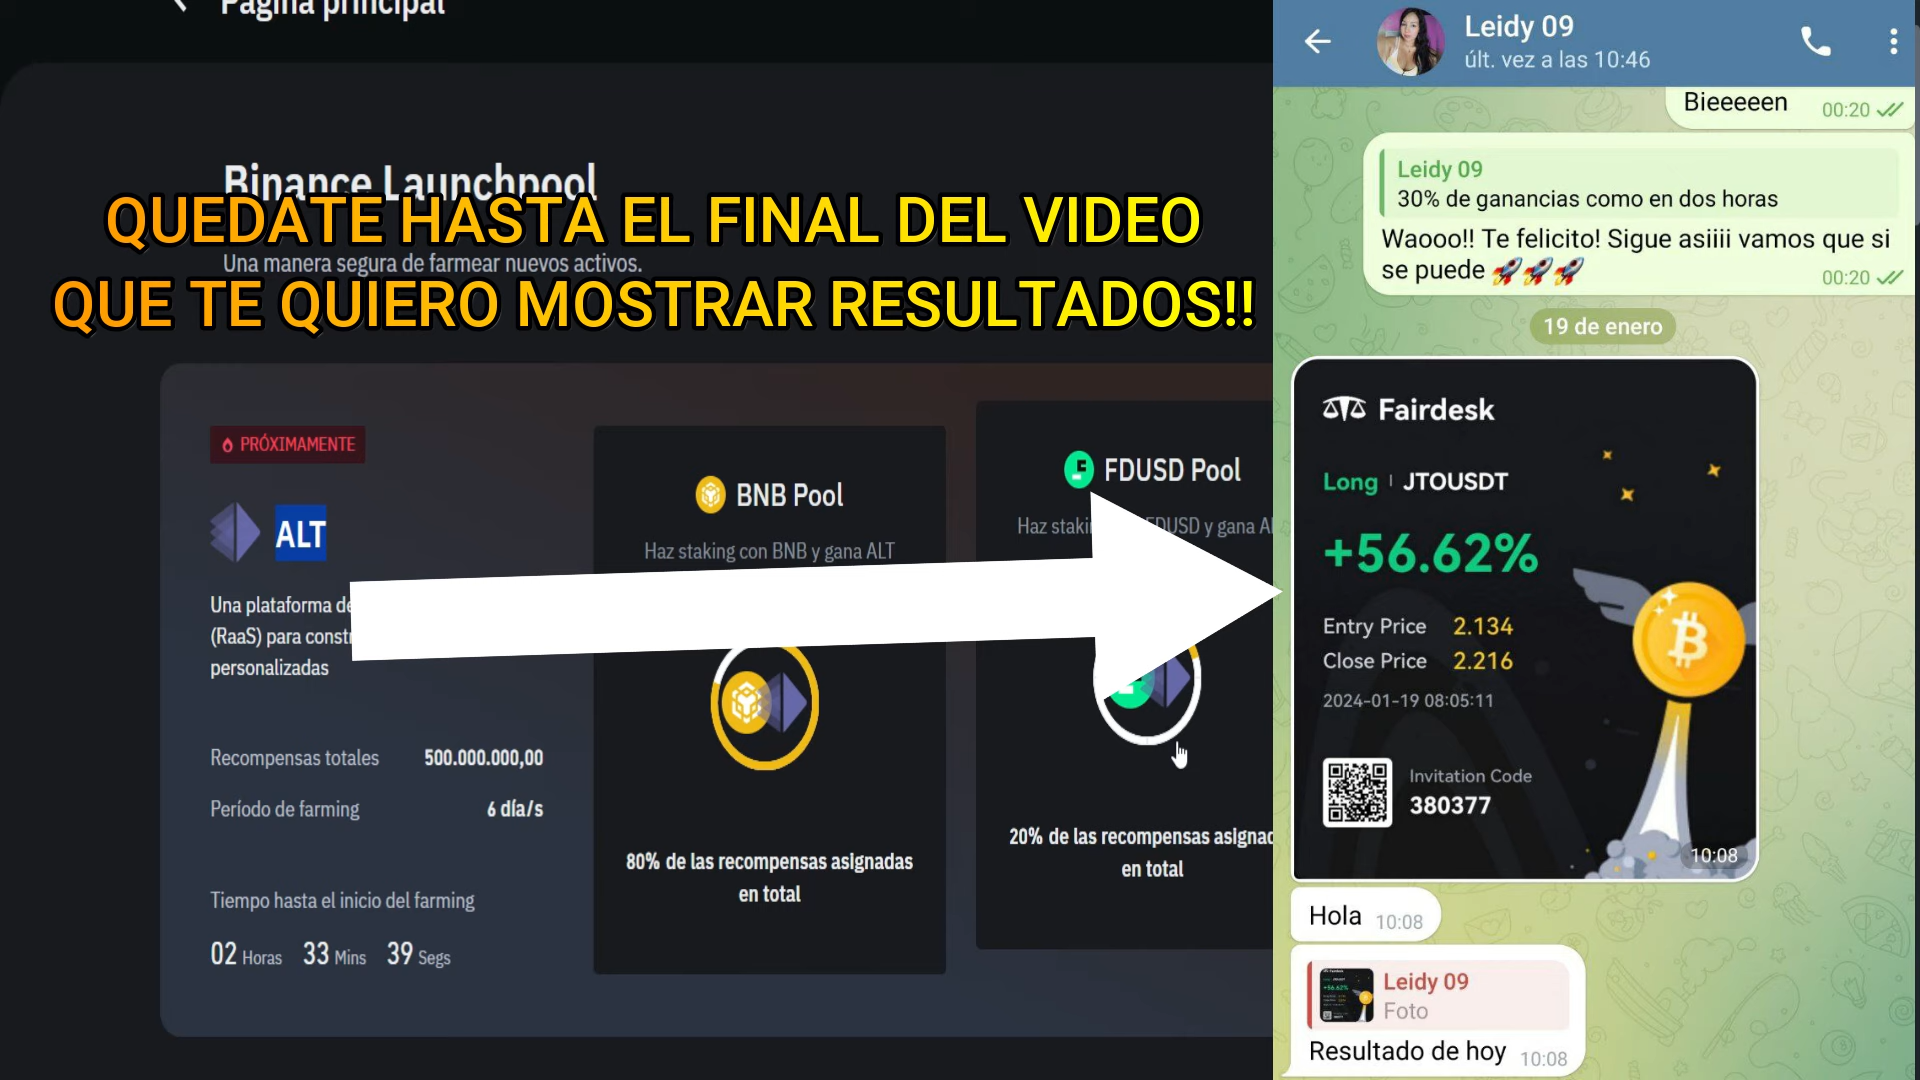 Página principal
Binance Launchpool
QUEDATE HASTA EL FINAL DEL VIDEO
Una manera segura de farmear nuevos activos.
QUE TE QUIERO MOSTRAR RESULTADOS!!
PRÓXIMAMENTE
ALT
Una plataforma de
(RaaS) para const
personalizadas
Recompensas totales 500.000.000,00
Período de farming 6 día/s
Tiempo hasta el inicio del farming
02 Horas 33 Mins 39 Segs
BNB Pool
Haz staking con BNB y gana ALT
80% de las recompensas asignadas
en total
FDUSD Pool
Haz FDUSD y gana
20% de las recompensas
en total
Leidy 09
últ. vez a las 10:46
Bieeeeen 00:20
Leidy 09
30% de ganancias como en dos horas
Waooo!! Te felicito! Sigue asiiii vamos que si
se puede 🚀🚀🚀 00:20
19 de enero
Fairdesk
Long | JTOUSDT
+56.62%
Entry Price 2.134
Close Price 2.216
2024-01-19 08:05:11
Invitation Code
380377
10:08
Hola 10:08
Leidy 09
Foto
Resultado de hoy 10:08